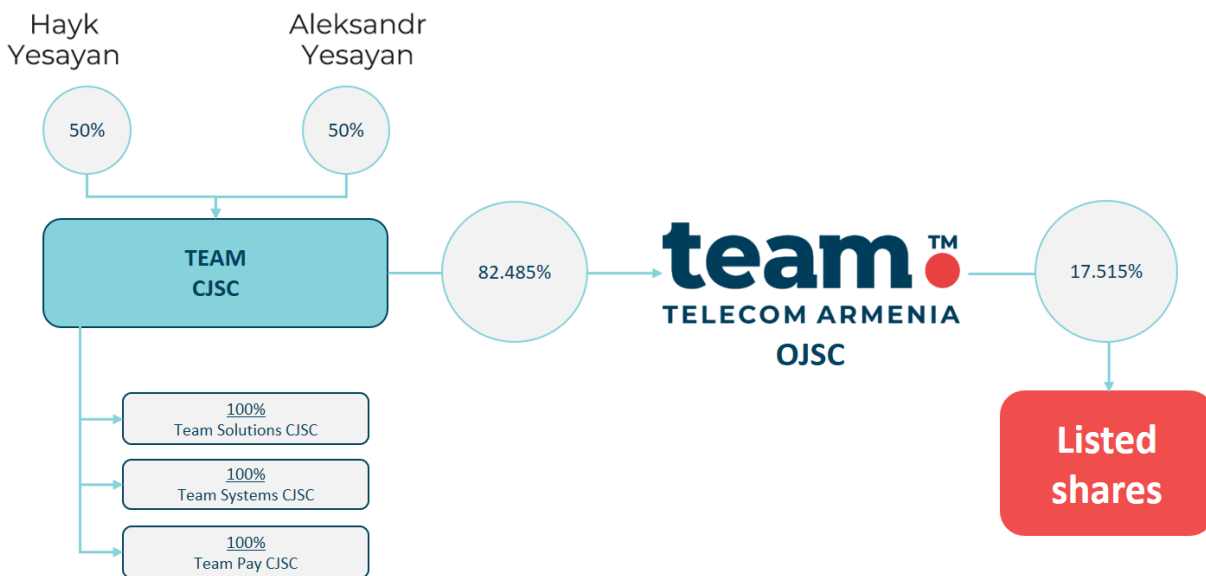 Hayk
Yesayan
Aleksandr
Yesayan
50%
50%
TEAM
CJSC
82.485%
team TM
TELECOM ARMENIA
OJSC
17.515%
Listed
shares
100%
Team Solutions CJSC
100%
Team Systems CJSC
100%
Team Pay CJSC